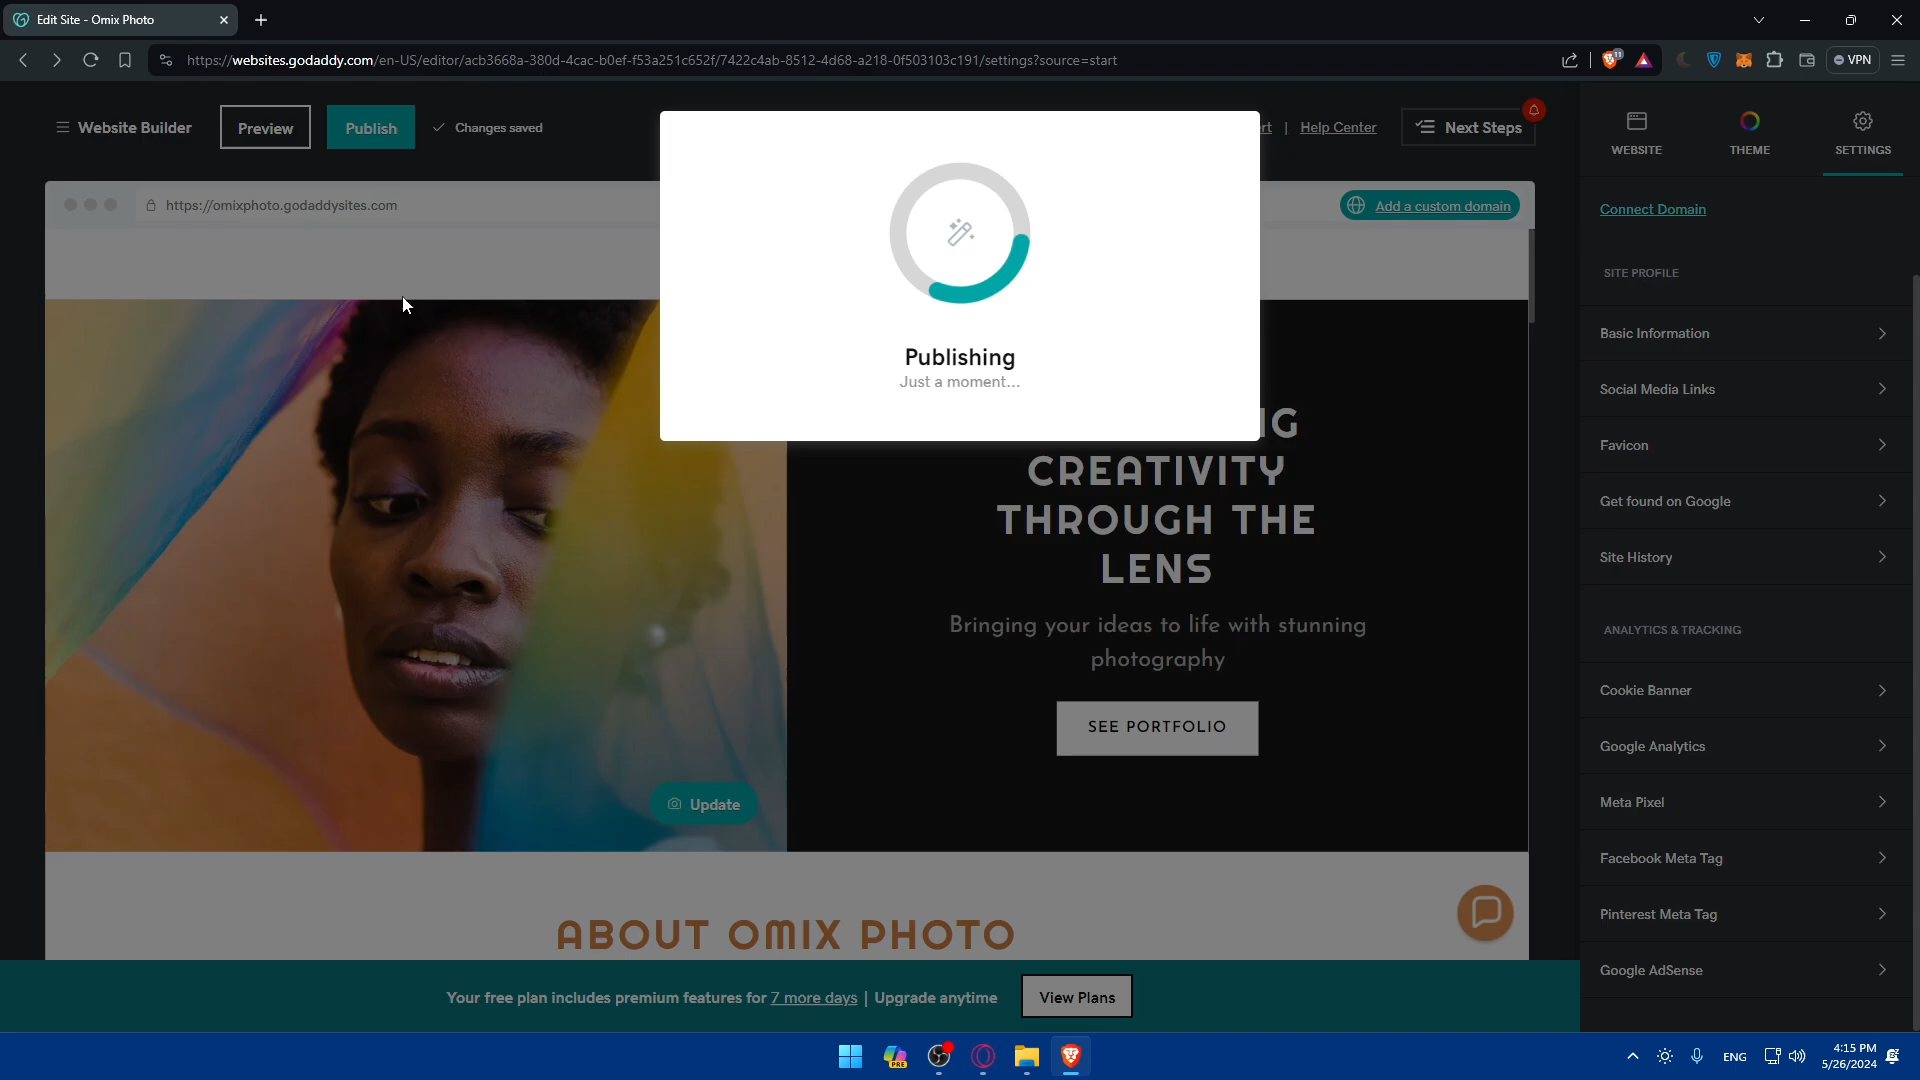 Edit Site - Omix Photo
https://websites.godaddy.com/en-US/editor/acb3668a-380d-4cac-b0ef-f53a251c652f/7422c4ab-8512-4d68-a218-0f503103c191/settings?source=start
11
VPN
Website Builder
Preview
Publish
Changes saved
Help Center
Next Steps
WEBSITE
THEME
SETTINGS
https://omixphoto.godaddysites.com
Add a custom domain
Connect Domain
SITE PROFILE
Basic Information
Social Media Links
Favicon
Get found on Google
Site History
ANALYTICS & TRACKING
Cookie Banner
Google Analytics
Meta Pixel
Facebook Meta Tag
Pinterest Meta Tag
Google AdSense
Publishing
Just a moment...
CREATIVITY
THROUGH THE
LENS
Bringing your ideas to life with stunning
photography
SEE PORTFOLIO
Update
ABOUT OMIX PHOTO
Your free plan includes premium features for 7 more days | Upgrade anytime
View Plans
PRE
ENG
4:15 PM
5/26/2024